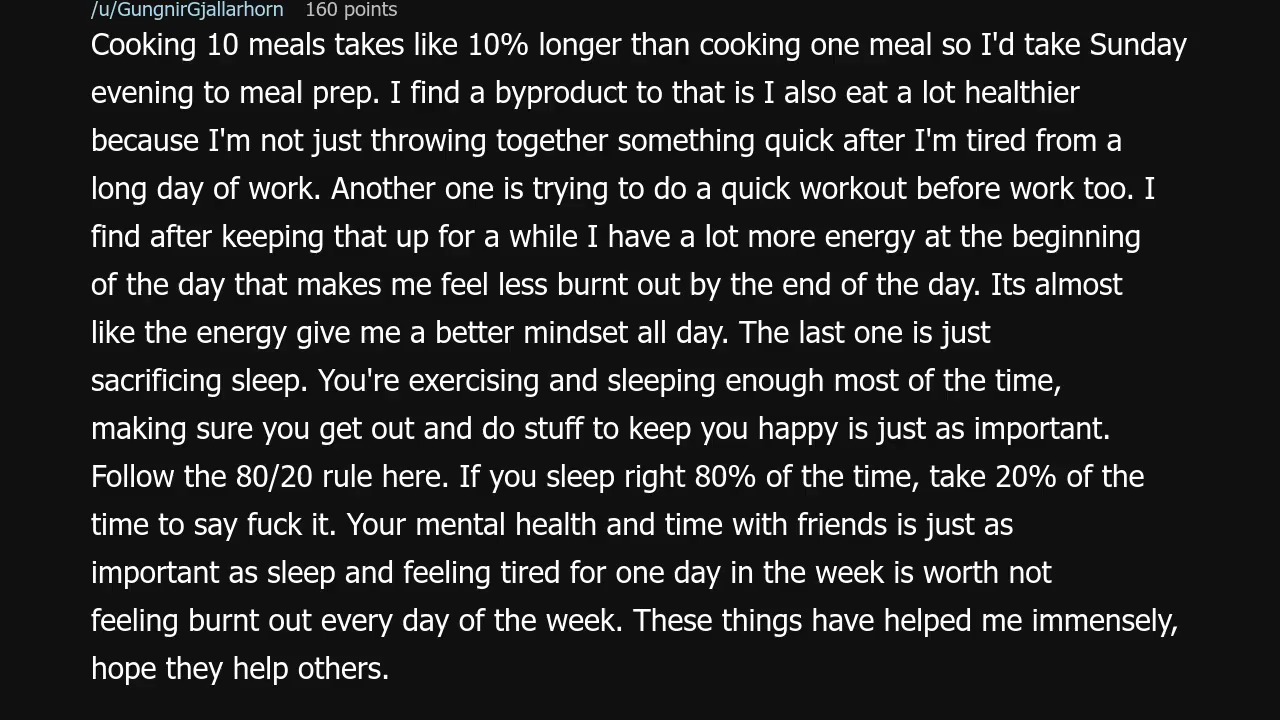 /u/GungnirGjallarhorn 160 points
Cooking 10 meals takes like 10% longer than cooking one meal so I'd take Sunday
evening to meal prep. I find a byproduct to that is I also eat a lot healthier
because I'm not just throwing together something quick after I'm tired from a
long day of work. Another one is trying to do a quick workout before work too. I
find after keeping that up for a while I have a lot more energy at the beginning
of the day that makes me feel less burnt out by the end of the day. Its almost
like the energy give me a better mindset all day. The last one is just
sacrificing sleep. You're exercising and sleeping enough most of the time,
making sure you get out and do stuff to keep you happy is just as important.
Follow the 80/20 rule here. If you sleep right 80% of the time, take 20% of the
time to say fuck it. Your mental health and time with friends is just as
important as sleep and feeling tired for one day in the week is worth not
feeling burnt out every day of the week. These things have helped me immensely,
hope they help others.